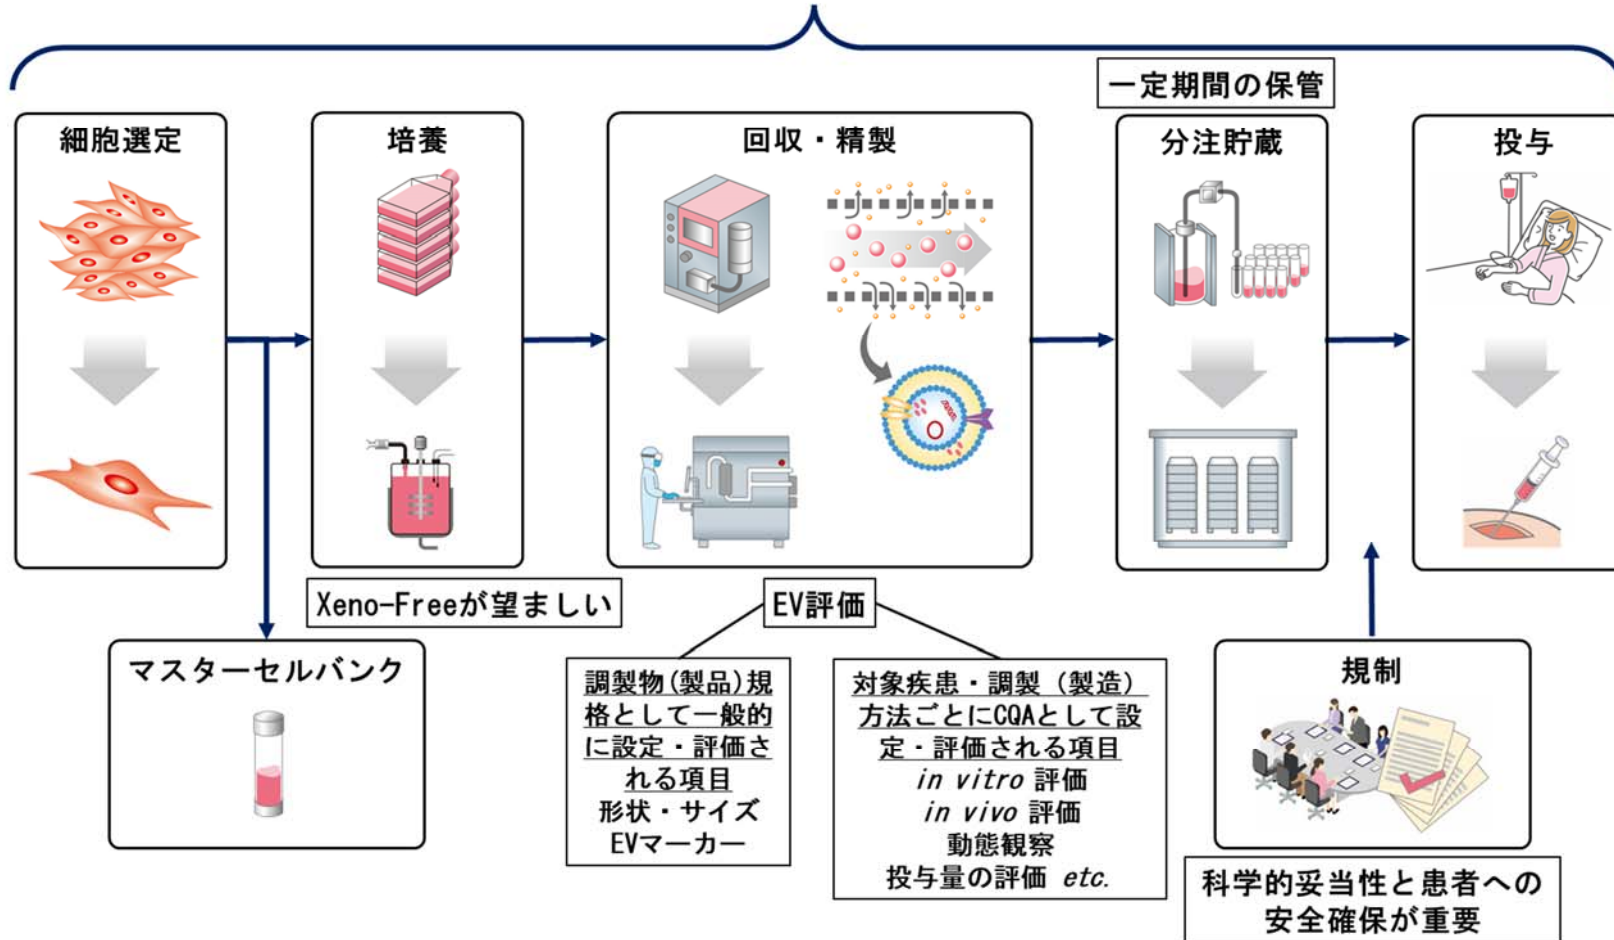 一定期間の保管
細胞選定
培養
回収・精製
分注貯蔵
投与
Xeno-Freeが望ましい
EV評価
マスターセルバンク
調製物(製品)規
格として一般的
に設定・評価さ
れる項目
形状・サイズ
EVマーカー
対象疾患・調製（製造）
方法ごとにCQAとして設
定・評価される項目
in vitro 評価
in vivo 評価
動態観察
投与量の評価 etc.
規制
科学的妥当性と患者への
安全確保が重要